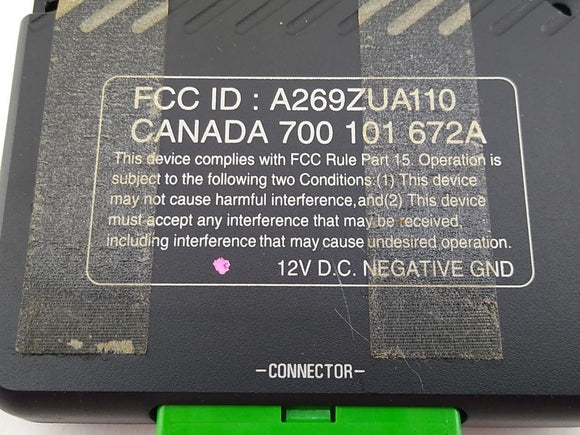 FCC ID : A269ZUA110
CANADA 700 101 672A
This device complies with FCC Rule Part 15. Operation is
subject to the following two Conditions:(1) This device
may not cause harmful interference,and(2) This device
must accept any interference that may be received,
including interference that may cause undesired operation.
12V D.C. NEGATIVE GND
-CONNECTOR-